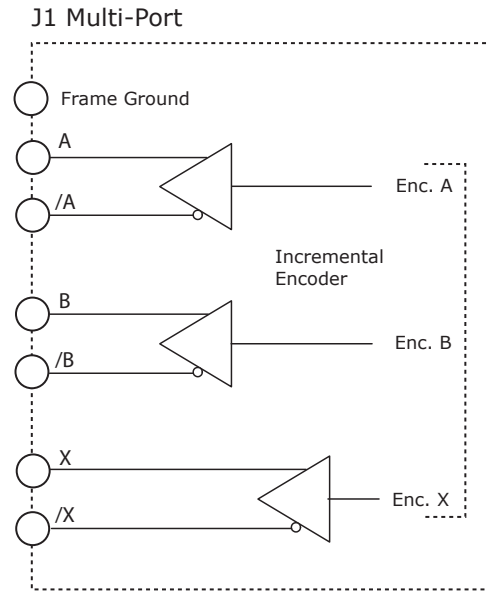 J1 Multi-Port
Frame Ground
A
Enc. A
/A
Incremental
Encoder
B
Enc. B
/B
X
Enc. X
/X